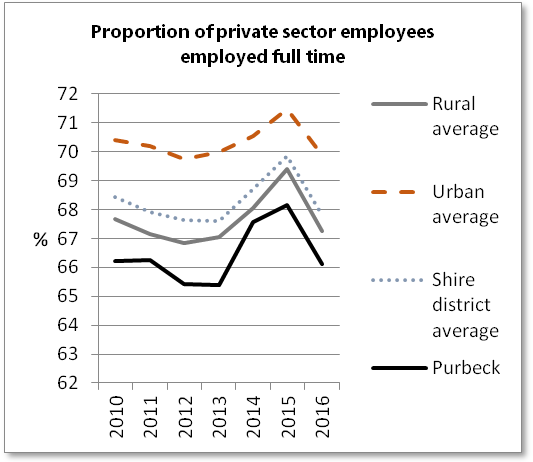 Proportion of private sector employees
employed full time
72
71
70
69
68
67
66
65
64
63
62
%
2010
2011
2012
2013
2014
2015
2016
Rural
average
Urban
average
Shire
district
average
Purbeck